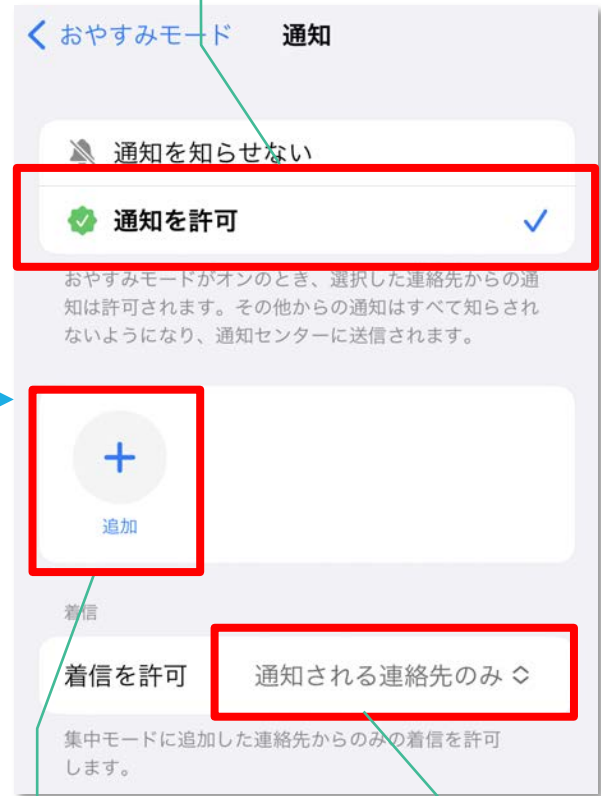 おやすみモード 通知
通知を知らせない
通知を許可
おやすみモードがオンのとき、選択した連絡先からの通
知は許可されます。その他からの通知はすべて知らされ
ないようになり、通知センターに送信されます。
追加
着信
着信を許可 通知される連絡先のみ
集中モードに追加した連絡先からのみの着信を許可
します。